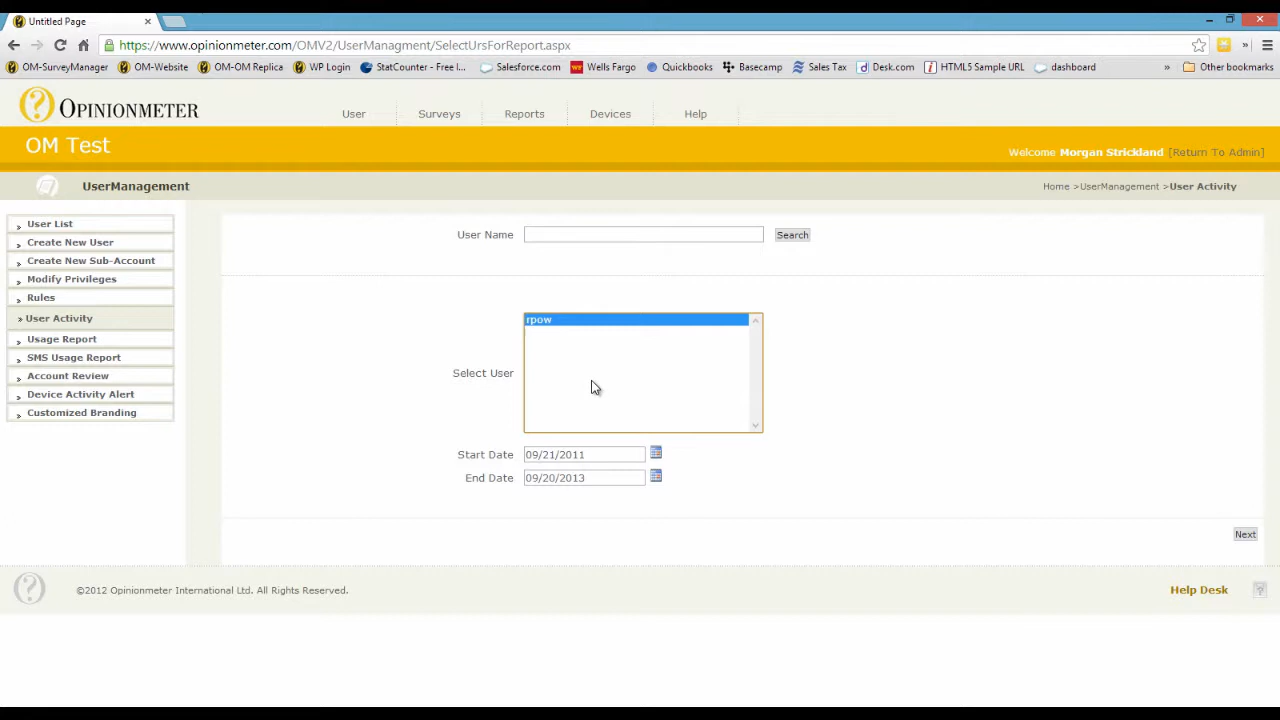 Untitled Page
https://www.opinionmeter.com/OMV2/UserManagment/SelectUrsForReport.aspx
OM-SurveyManager OM-Website OM-OM Replica WP Login StatCounter - Free I... Salesforce.com Wells Fargo Quickbooks Basecamp Sales Tax Desk.com HTML5 Sample URL dashboard » Other bookmarks
OPINIONMETER
User Surveys Reports Devices Help
OM Test
Welcome Morgan Strickland [Return To Admin]
UserManagement
Home >UserManagement >User Activity
User List
Create New User
Create New Sub-Account
Modify Privileges
Rules
User Activity
Usage Report
SMS Usage Report
Account Review
Device Activity Alert
Customized Branding
User Name Search
rpow
Select User
Start Date 09/21/2011
End Date 09/20/2013
Next
©2012 Opinionmeter International Ltd. All Rights Reserved.
Help Desk